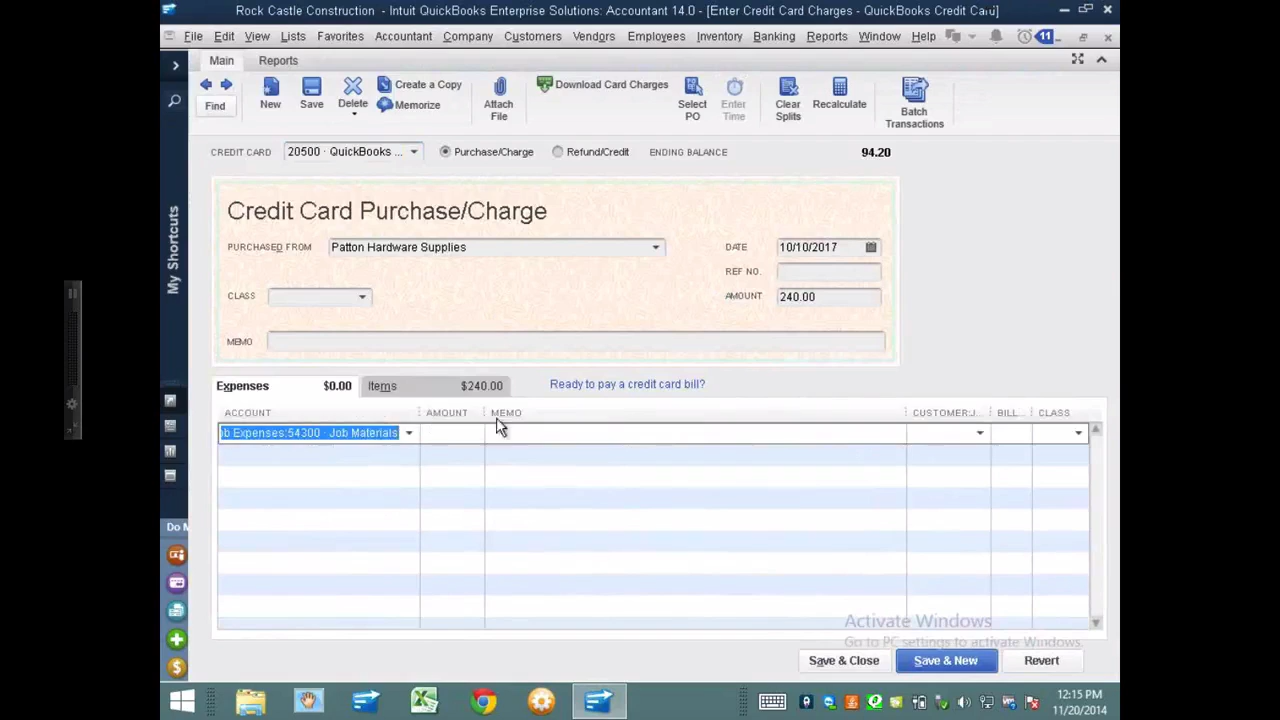 Rock Castle Construction - Intuit QuickBooks Enterprise Solutions: Accountant 14.0 - [Enter Credit Card Charges - QuickBooks Credit Card]
File Edit View Lists Favorites Accountant Company Customers Vendors Employees Inventory Banking Reports Window Help 11
Main Reports
Find
New
Save
Delete
Create a Copy
Memorize
Attach File
Download Card Charges
Select PO
Enter Time
Clear Splits
Recalculate
Batch Transactions
CREDIT CARD 20500 · QuickBooks ... Purchase/Charge Refund/Credit ENDING BALANCE 94.20
My Shortcuts
Credit Card Purchase/Charge
PURCHASED FROM Patton Hardware Supplies DATE 10/10/2017
REF NO.
CLASS AMOUNT 240.00
MEMO
Expenses $0.00 Items $240.00 Ready to pay a credit card bill?
ACCOUNT AMOUNT MEMO CUSTOMER:J... BILL... CLASS
b Expenses:54300 · Job Materials
Do M
Activate Windows
Go to PC settings to activate Windows.
Save & Close Save & New Revert
12:15 PM
11/20/2014